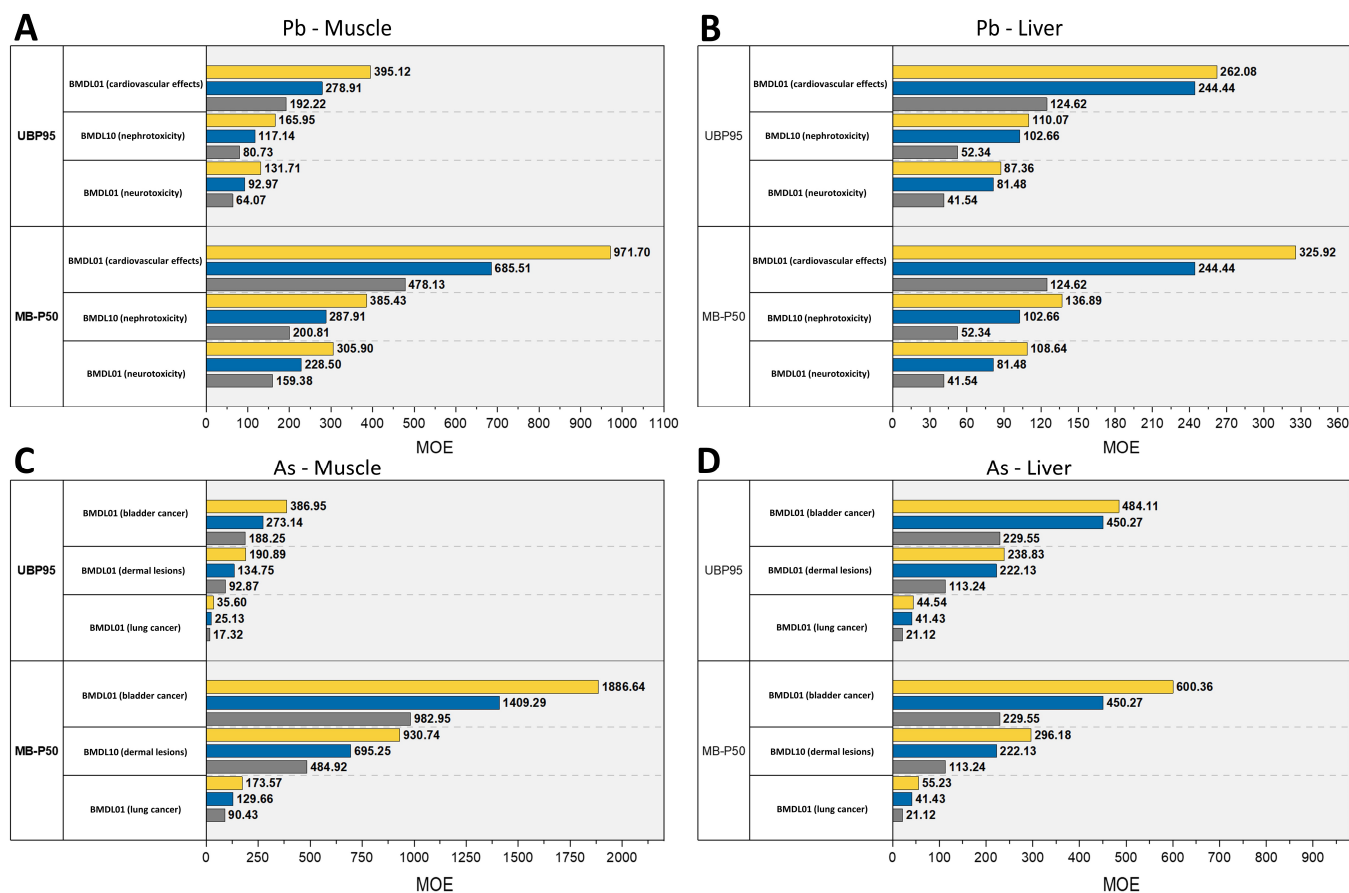 A
Pb - Muscle
UBP95
BMDL01 (cardiovascular effects)
395.12
278.91
192.22
BMDL10 (nephrotoxicity)
165.95
117.14
80.73
BMDL01 (neurotoxicity)
131.71
92.97
64.07
MB-P50
BMDL01 (cardiovascular effects)
971.70
685.51
478.13
BMDL10 (nephrotoxicity)
385.43
287.91
200.81
BMDL01 (neurotoxicity)
305.90
228.50
159.38
0 100 200 300 400 500 600 700 800 900 1000 1100
MOE
B
Pb - Liver
UBP95
BMDL01 (cardiovascular effects)
262.08
244.44
124.62
BMDL10 (nephrotoxicity)
110.07
102.66
52.34
BMDL01 (neurotoxicity)
87.36
81.48
41.54
MB-P50
BMDL01 (cardiovascular effects)
325.92
244.44
124.62
BMDL10 (nephrotoxicity)
136.89
102.66
52.34
BMDL01 (neurotoxicity)
108.64
81.48
41.54
0 30 60 90 120 150 180 210 240 270 300 330 360
MOE
C
As - Muscle
UBP95
BMDL01 (bladder cancer)
386.95
273.14
188.25
BMDL01 (dermal lesions)
190.89
134.75
92.87
BMDL01 (lung cancer)
35.60
25.13
17.32
MB-P50
BMDL01 (bladder cancer)
1886.64
1409.29
982.95
BMDL10 (dermal lesions)
930.74
695.25
484.92
BMDL01 (lung cancer)
173.57
129.66
90.43
0 250 500 750 1000 1250 1500 1750 2000
MOE
D
As - Liver
UBP95
BMDL01 (bladder cancer)
484.11
450.27
229.55
BMDL01 (dermal lesions)
238.83
222.13
113.24
BMDL01 (lung cancer)
44.54
41.43
21.12
MB-P50
BMDL01 (bladder cancer)
600.36
450.27
229.55
BMDL10 (dermal lesions)
296.18
222.13
113.24
BMDL01 (lung cancer)
55.23
41.43
21.12
0 100 200 300 400 500 600 700 800 900
MOE